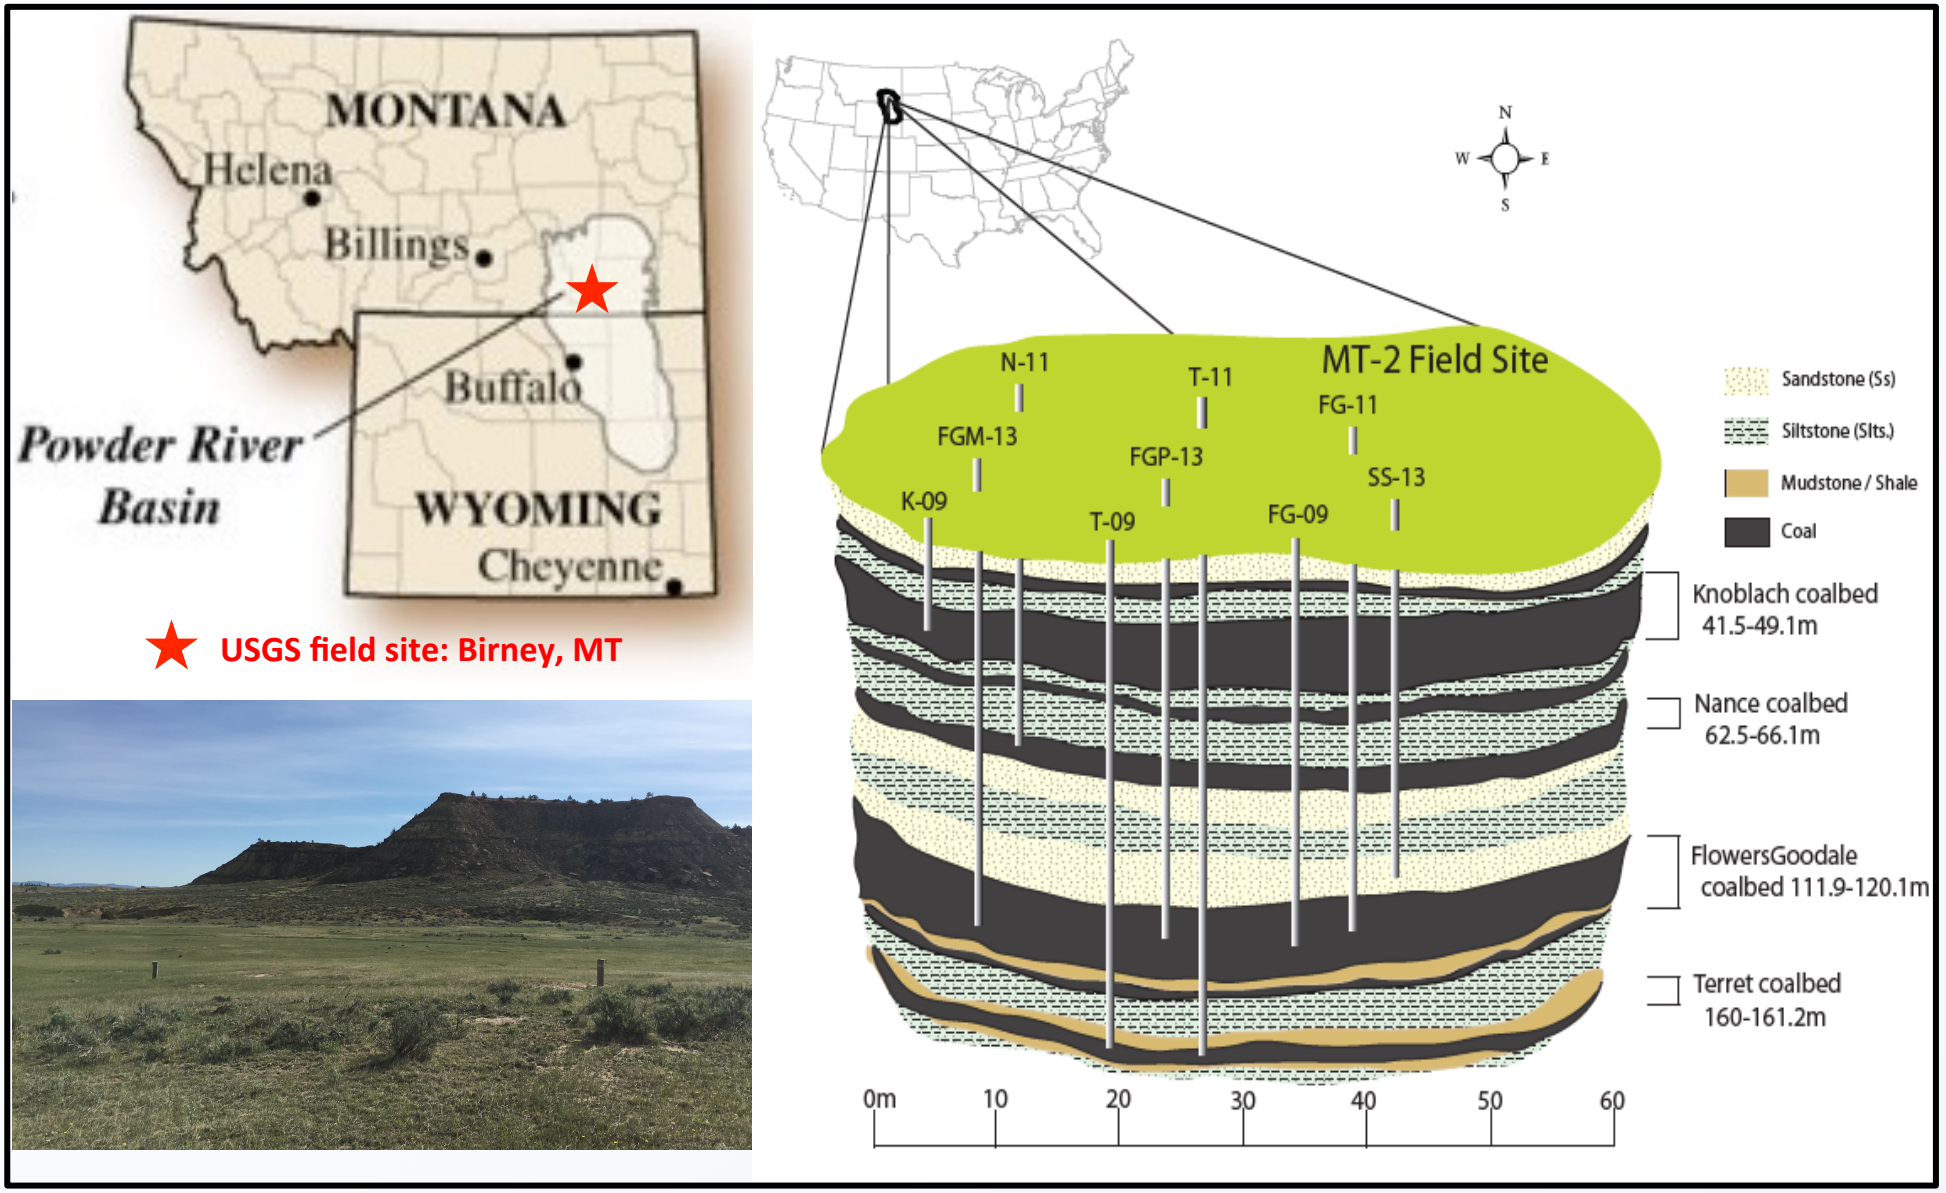 MONTANA
Helena
Billings
Buffalo
Powder River
Basin
WYOMING
Cheyenne
USGS field site: Birney, MT
N
W
E
S
MT-2 Field Site
N-11
T-11
FG-11
FGM-13
FGP-13
SS-13
K-09
T-09
FG-09
Sandstone (Ss)
Siltstone (Slts.)
Mudstone / Shale
Coal
Knoblach coalbed
41.5-49.1m
Nance coalbed
62.5-66.1m
FlowersGoodale
coalbed 111.9-120.1m
Terret coalbed
160-161.2m
0m 10 20 30 40 50 60